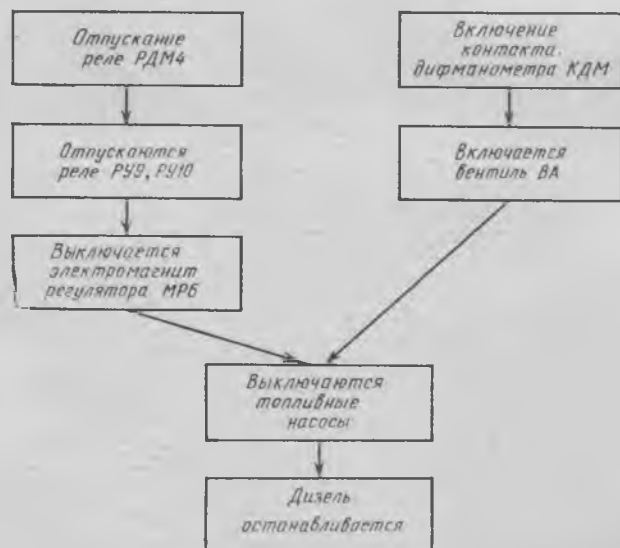 Отпускание
реле РДМ4
Включение
контакта
дифманометра КДМ
Отпускаются
реле РУ9, РУ10
Включается
вентиль ВА
Выключается
электромагнит
регулятора МР6
Выключаются
топливные
насосы
Дизель
останавливается